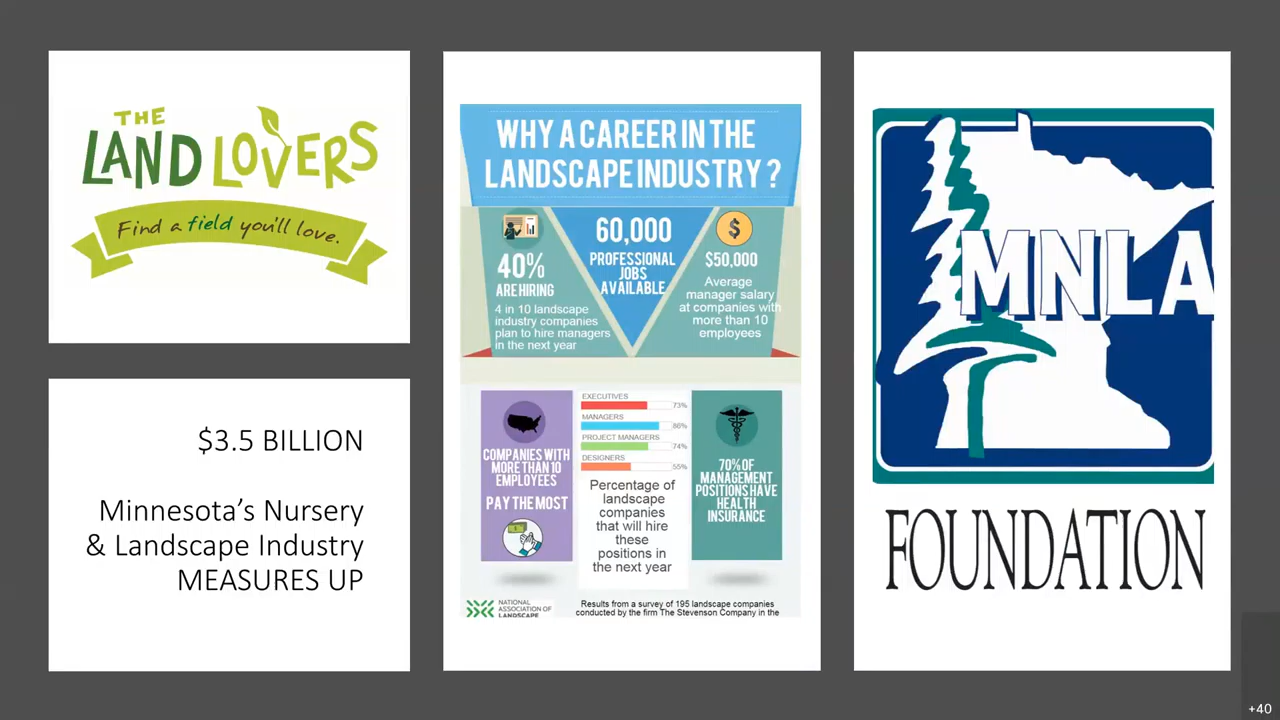 THE
LAND LOVERS
Find a field you'll love.
$3.5 BILLION
Minnesota's Nursery
& Landscape Industry
MEASURES UP
WHY A CAREER IN THE
LANDSCAPE INDUSTRY ?
40%
ARE HIRING
4 in 10 landscape
industry companies
plan to hire managers
in the next year
60,000
PROFESSIONAL
JOBS
AVAILABLE
$
$50,000
Average
manager salary
at companies with
more than 10
employees
COMPANIES WITH
MORE THAN 10
EMPLOYEES
PAY THE MOST
EXECUTIVES
73%
MANAGERS
86%
PROJECT MANAGERS
74%
DESIGNERS
55%
Percentage of
landscape
companies
that will hire
these
positions in
the next year
70% OF
MANAGEMENT
POSITIONS HAVE
HEALTH
INSURANCE
NATIONAL
ASSOCIATION OF
LANDSCAPE
Results from a survey of 195 landscape companies
conducted by the firm The Stevenson Company in the
MNLA
FOUNDATION
+40